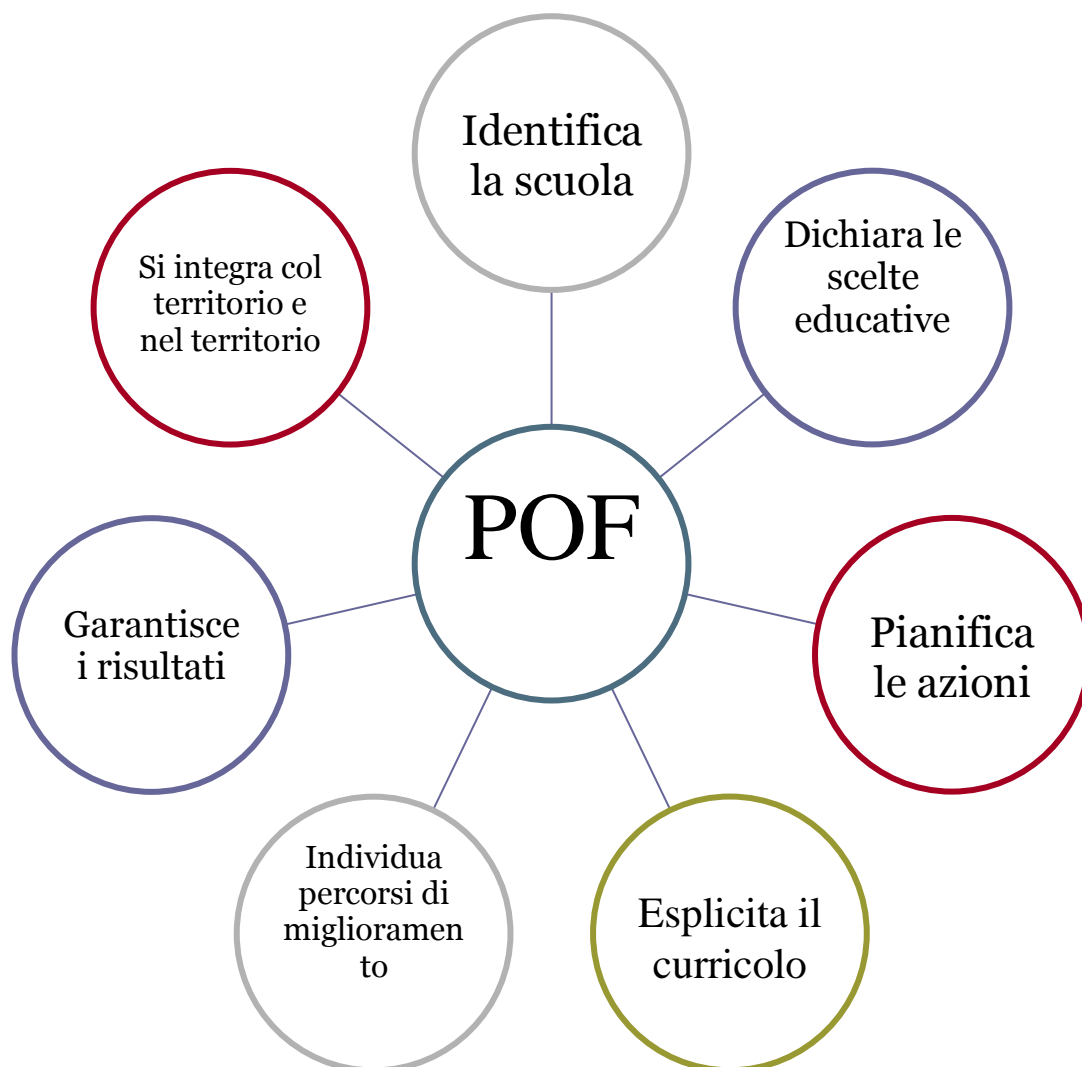 Identifica
la scuola
Dichiara le
scelte
educative
Si integra col
territorio e
nel territorio
POF
Garantisce
i risultati
Pianifica
le azioni
Individua
percorsi di
miglioramen
to
Esplicita il
curricolo